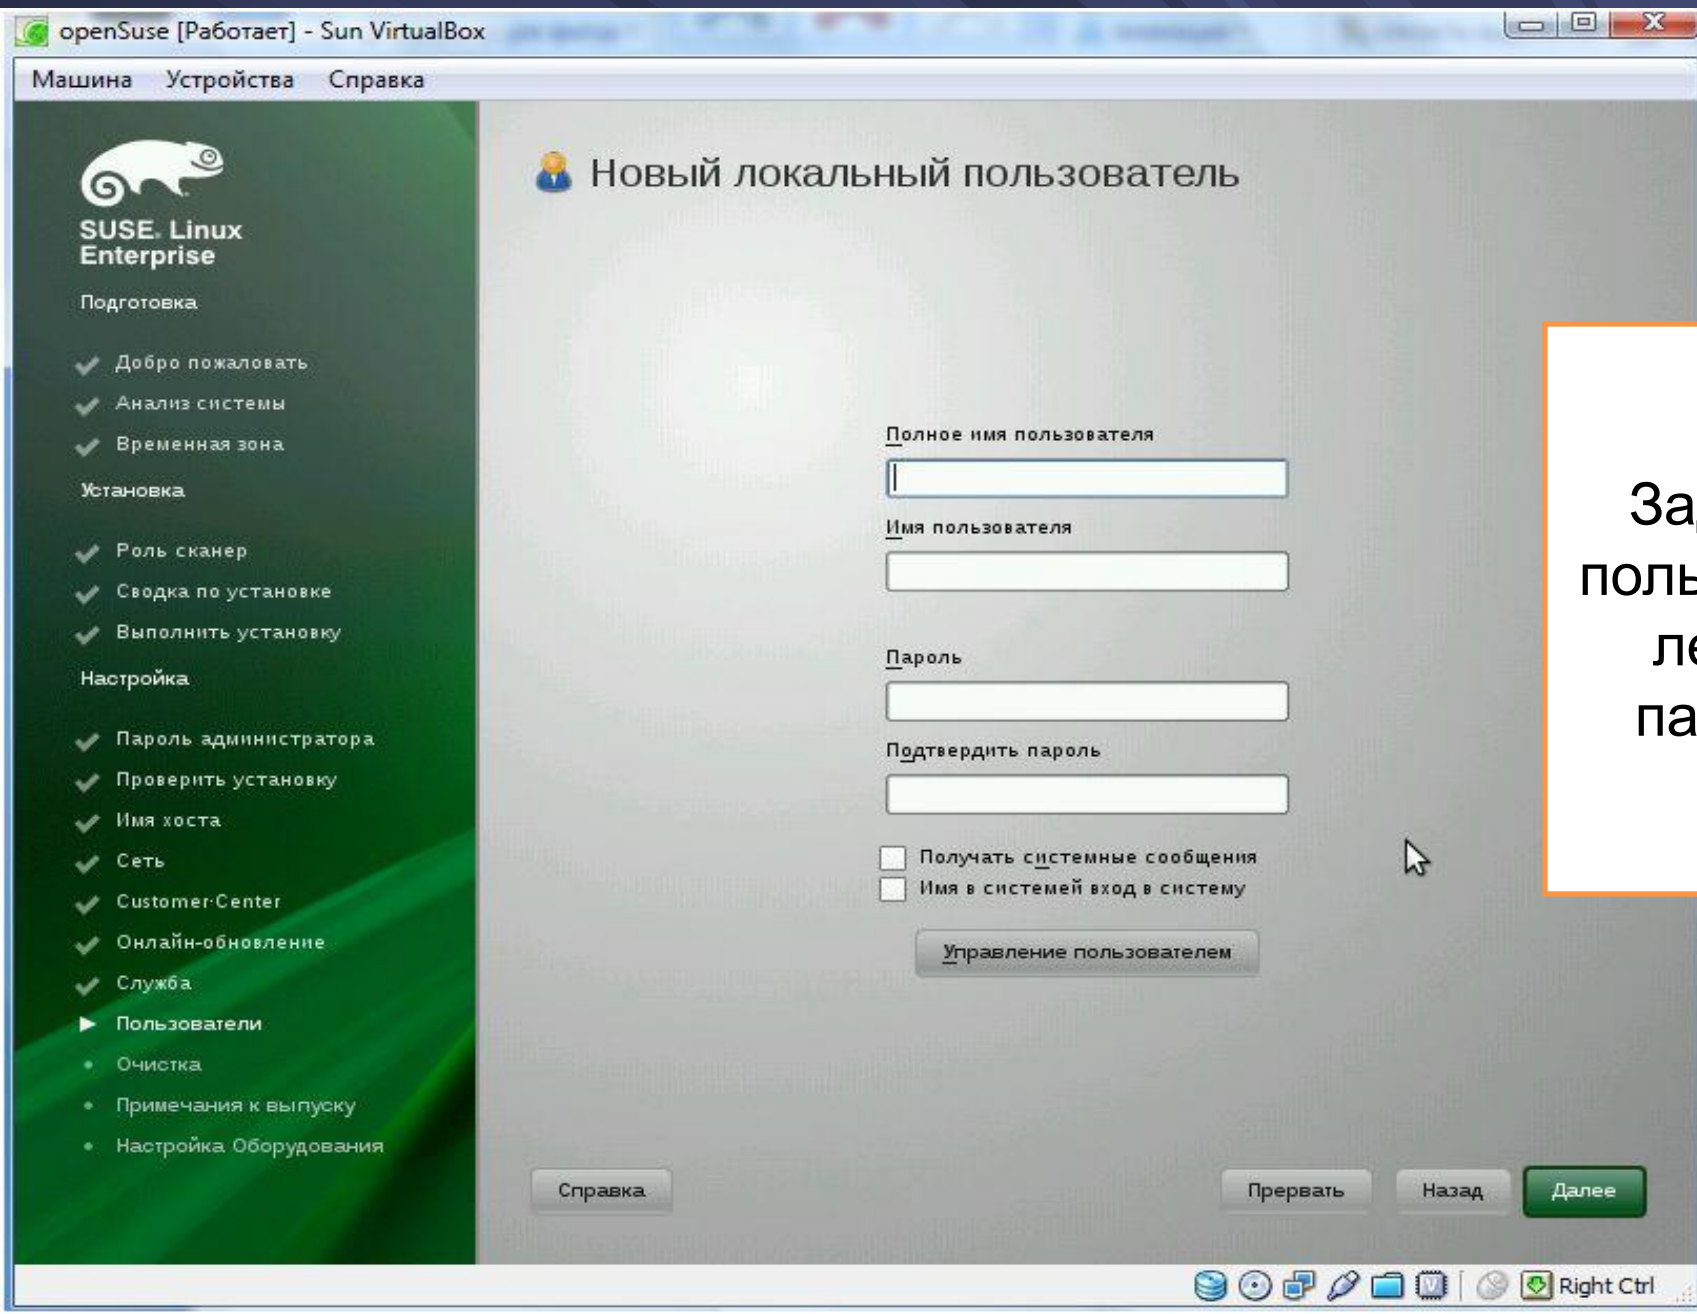 openSuse [Работает] - Sun VirtualBox
Машина Устройства Справка
SUSE. Linux
Enterprise
Подготовка
Добро пожаловать
Анализ системы
Временная зона
Установка
Роль сканер
Сводка по установке
Выполнить установку
Настройка
Пароль администратора
Проверить установку
Имя хоста
Сеть
Customer-Center
Онлайн-обновление
Служба
Пользователи
Очистка
Примечания к выпуску
Настройка Оборудования
Новый локальный пользователь
Полное имя пользователя
Имя пользователя
Пароль
Подтвердить пароль
Получать системные сообщения
Имя в системей вход в систему
Управление пользователем
Справка Прервать Назад Далее
Right Ctrl